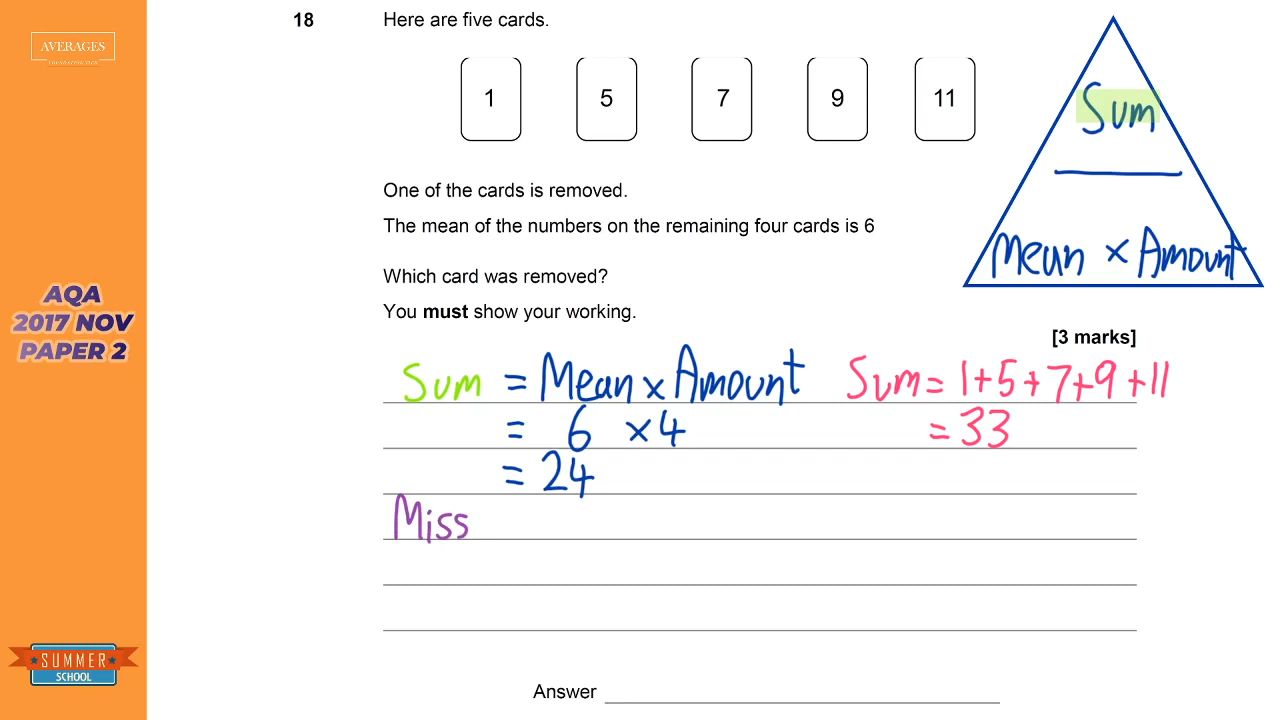 AVERAGES
AQA
2017 NOV
PAPER 2
SUMMER
SCHOOL
18 Here are five cards.
1 5 7 9 11
One of the cards is removed.
The mean of the numbers on the remaining four cards is 6
Which card was removed?
You must show your working.
[3 marks]
Sum
Mean × Amount
Sum = Mean × Amount
= 6 × 4
= 24
Sum = 1+5+7+9+11
= 33
Miss
Answer